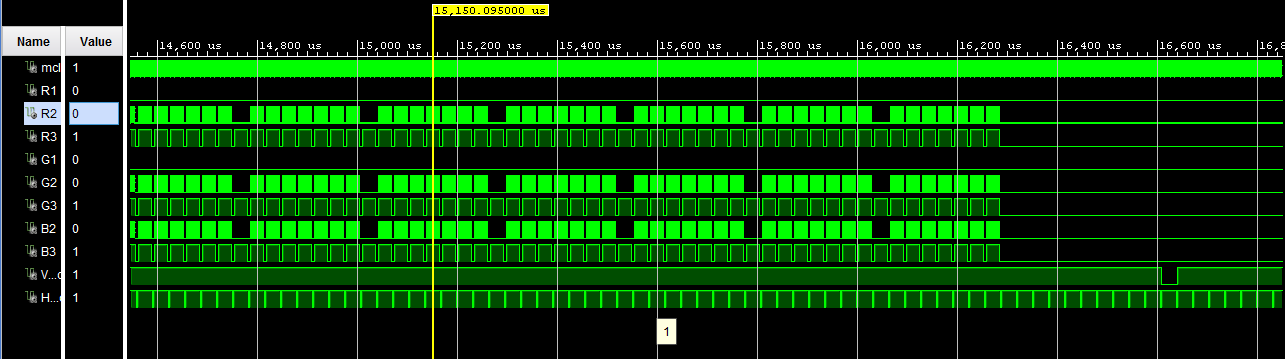 15,150.095000 us
Name Value
14,600 us 14,800 us 15,000 us 15,200 us 15,400 us 15,600 us 15,800 us 16,000 us 16,200 us 16,400 us 16,600 us 16,8
mcl 1
R1 0
R2 0
R3 1
G1 0
G2 0
G3 1
B2 0
B3 1
V...c 1
H...c 1
1